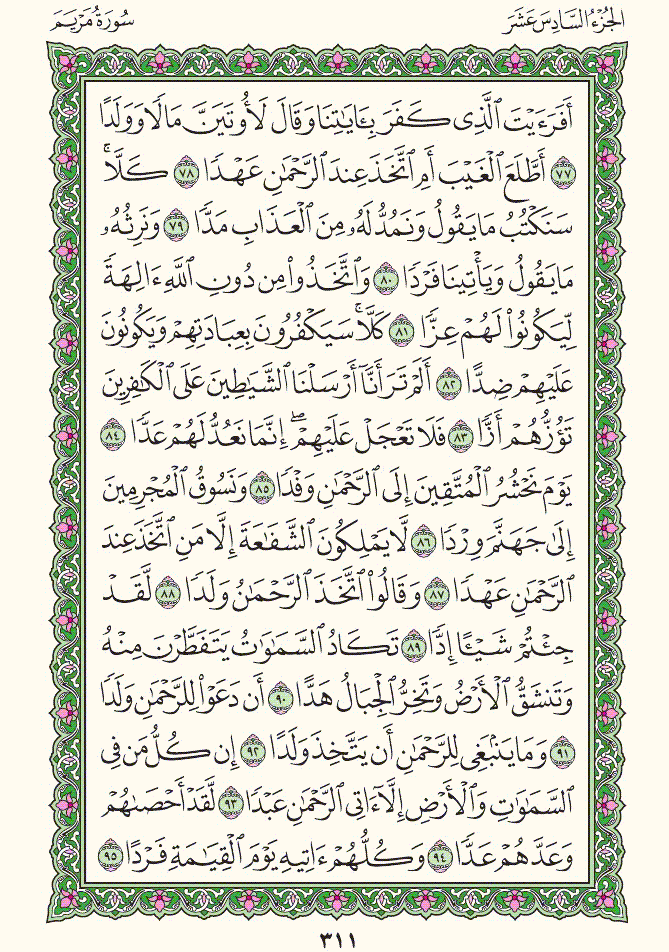 الجزء السادس عشر
سورة مريم
أَفَرَءَيْتَ ٱلَّذِى كَفَرَ بِـَٔايَٰتِنَا وَقَالَ لَأُوتَيَنَّ مَالًا وَوَلَدًا
٧٧ أَطَّلَعَ ٱلْغَيْبَ أَمِ ٱتَّخَذَ عِندَ ٱلرَّحْمَٰنِ عَهْدًا ٧٨ كَلَّا ۚ
سَنَكْتُبُ مَا يَقُولُ وَنَمُدُّ لَهُۥ مِنَ ٱلْعَذَابِ مَدًّا ٧٩ وَنَرِثُهُۥ
مَا يَقُولُ وَيَأْتِينَا فَرْدًا ٨٠ وَٱتَّخَذُوا۟ مِن دُونِ ٱللَّهِ ءَالِهَةً
لِّيَكُونُوا۟ لَهُمْ عِزًّا ٨١ كَلَّا ۚ سَيَكْفُرُونَ بِعِبَادَتِهِمْ وَيَكُونُونَ
عَلَيْهِمْ ضِدًّا ٨٢ أَلَمْ تَرَ أَنَّآ أَرْسَلْنَا ٱلشَّيَٰطِينَ عَلَى ٱلْكَٰفِرِينَ
تَؤُزُّهُمْ أَزًّا ٨٣ فَلَا تَعْجَلْ عَلَيْهِمْ ۖ إِنَّمَا نَعُدُّ لَهُمْ عَدًّا ٨٤
يَوْمَ نَحْشُرُ ٱلْمُتَّقِينَ إِلَى ٱلرَّحْمَٰنِ وَفْدًا ٨٥ وَنَسُوقُ ٱلْمُجْرِمِينَ
إِلَىٰ جَهَنَّمَ وِرْدًا ٨٦ لَّا يَمْلِكُونَ ٱلشَّفَٰعَةَ إِلَّا مَنِ ٱتَّخَذَ عِندَ
ٱلرَّحْمَٰنِ عَهْدًا ٨٧ وَقَالُوا۟ ٱتَّخَذَ ٱلرَّحْمَٰنُ وَلَدًا ٨٨ لَّقَدْ
جِئْتُمْ شَيْـًٔا إِدًّا ٨٩ تَكَادُ ٱلسَّمَٰوَٰتُ يَتَفَطَّرْنَ مِنْهُ
وَتَنشَقُّ ٱلْأَرْضُ وَتَخِرُّ ٱلْجِبَالُ هَدًّا ٩٠ أَن دَعَوْا۟ لِلرَّحْمَٰنِ وَلَدًا
٩١ وَمَا يَنۢبَغِى لِلرَّحْمَٰنِ أَن يَتَّخِذَ وَلَدًا ٩٢ إِن كُلُّ مَن فِى
ٱلسَّمَٰوَٰتِ وَٱلْأَرْضِ إِلَّآ ءَاتِى ٱلرَّحْمَٰنِ عَبْدًا ٩٣ لَّقَدْ أَحْصَىٰهُمْ
وَعَدَّهُمْ عَدًّا ٩٤ وَكُلُّهُمْ ءَاتِيهِ يَوْمَ ٱلْقِيَٰمَةِ فَرْدًا ٩٥
٣١١